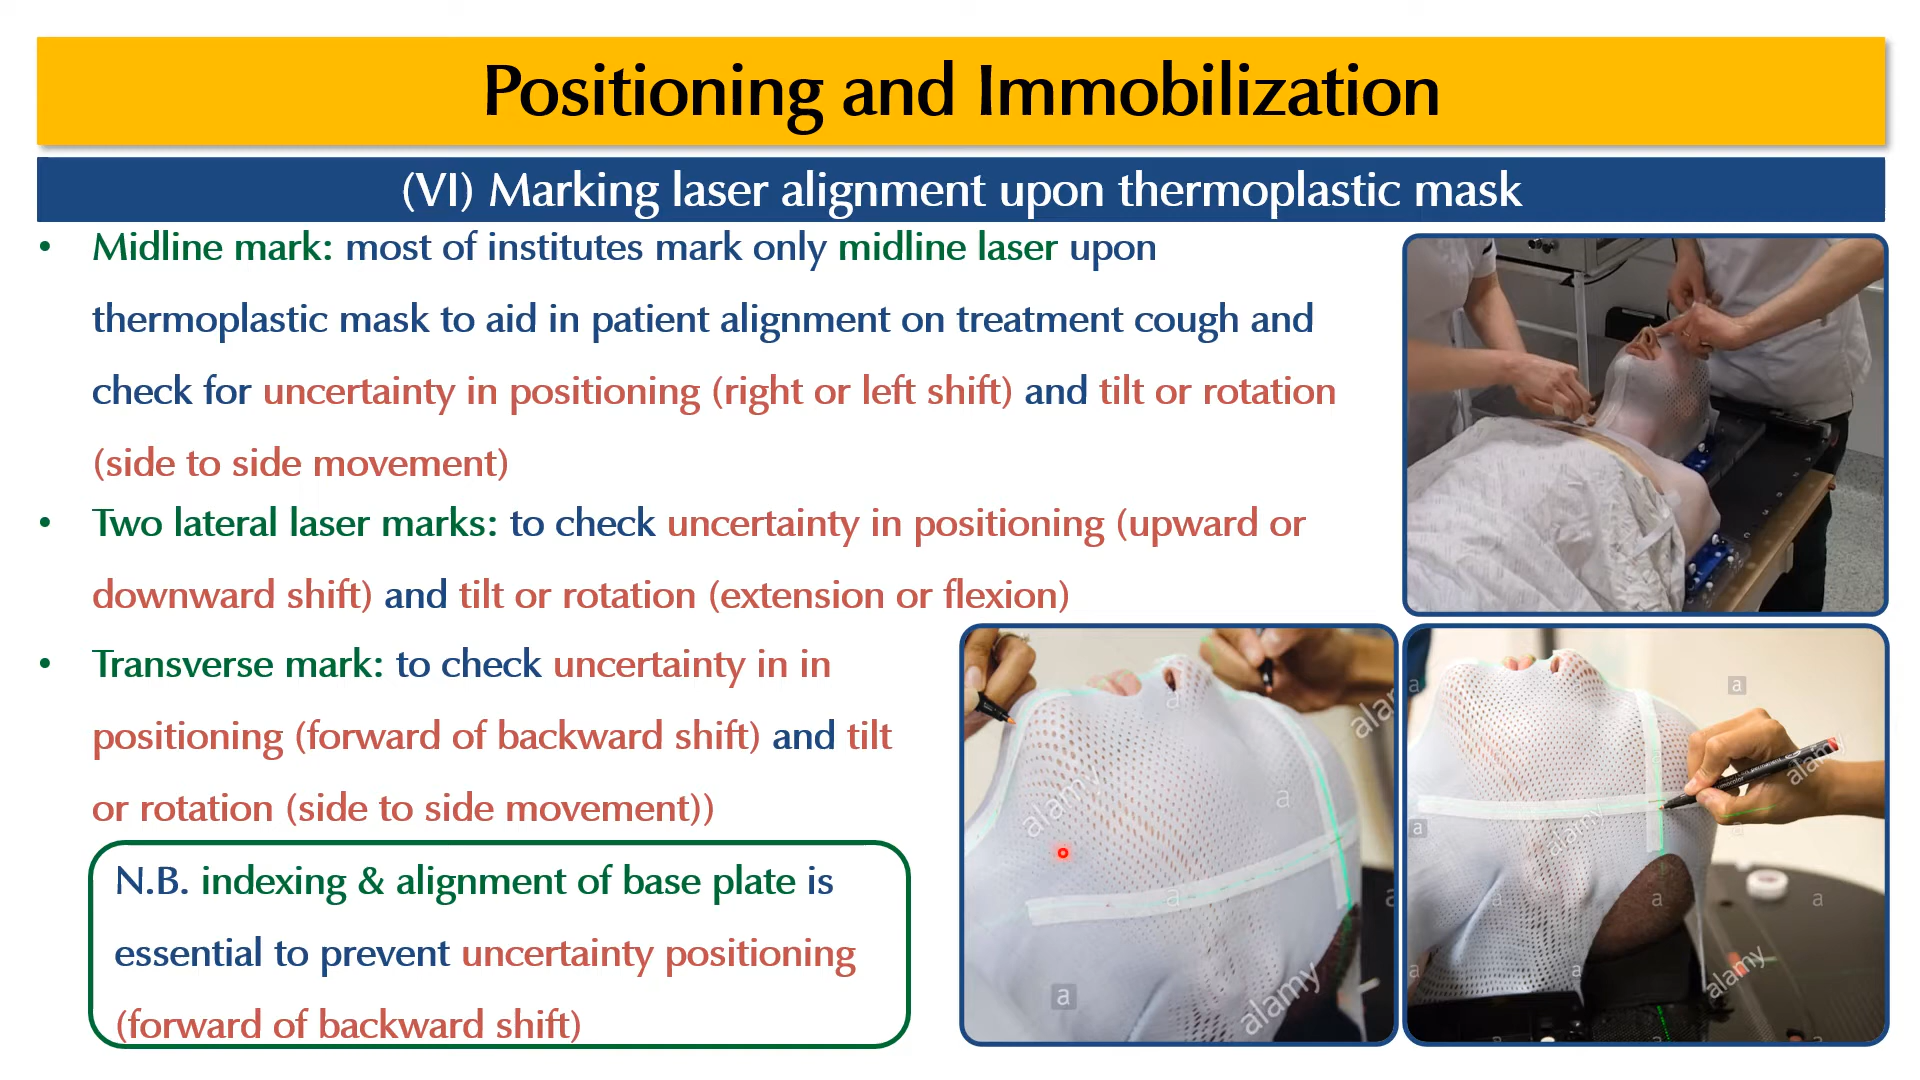 Positioning and Immobilization
(VI) Marking laser alignment upon thermoplastic mask
• Midline mark: most of institutes mark only midline laser upon
thermoplastic mask to aid in patient alignment on treatment cough and
check for uncertainty in positioning (right or left shift) and tilt or rotation
(side to side movement)
• Two lateral laser marks: to check uncertainty in positioning (upward or
downward shift) and tilt or rotation (extension or flexion)
• Transverse mark: to check uncertainty in in
positioning (forward of backward shift) and tilt
or rotation (side to side movement))
N.B. indexing & alignment of base plate is
essential to prevent uncertainty positioning
(forward of backward shift)
alamy
alamy
alamy
alamy
alamy
a
a
a
a
a
a
a
a
a